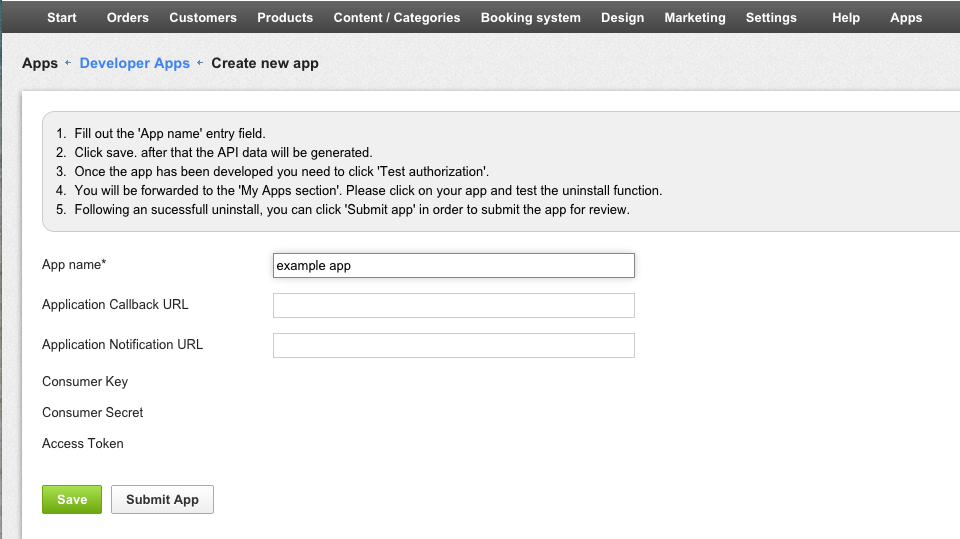 Start Orders Customers Products Content / Categories Booking system Design Marketing Settings Help Apps
Apps ← Developer Apps ← Create new app
1. Fill out the 'App name' entry field.
2. Click save. after that the API data will be generated.
3. Once the app has been developed you need to click 'Test authorization'.
4. You will be forwarded to the 'My Apps section'. Please click on your app and test the uninstall function.
5. Following an sucessfull uninstall, you can click 'Submit app' in order to submit the app for review.
App name* example app
Application Callback URL
Application Notification URL
Consumer Key
Consumer Secret
Access Token
Save Submit App